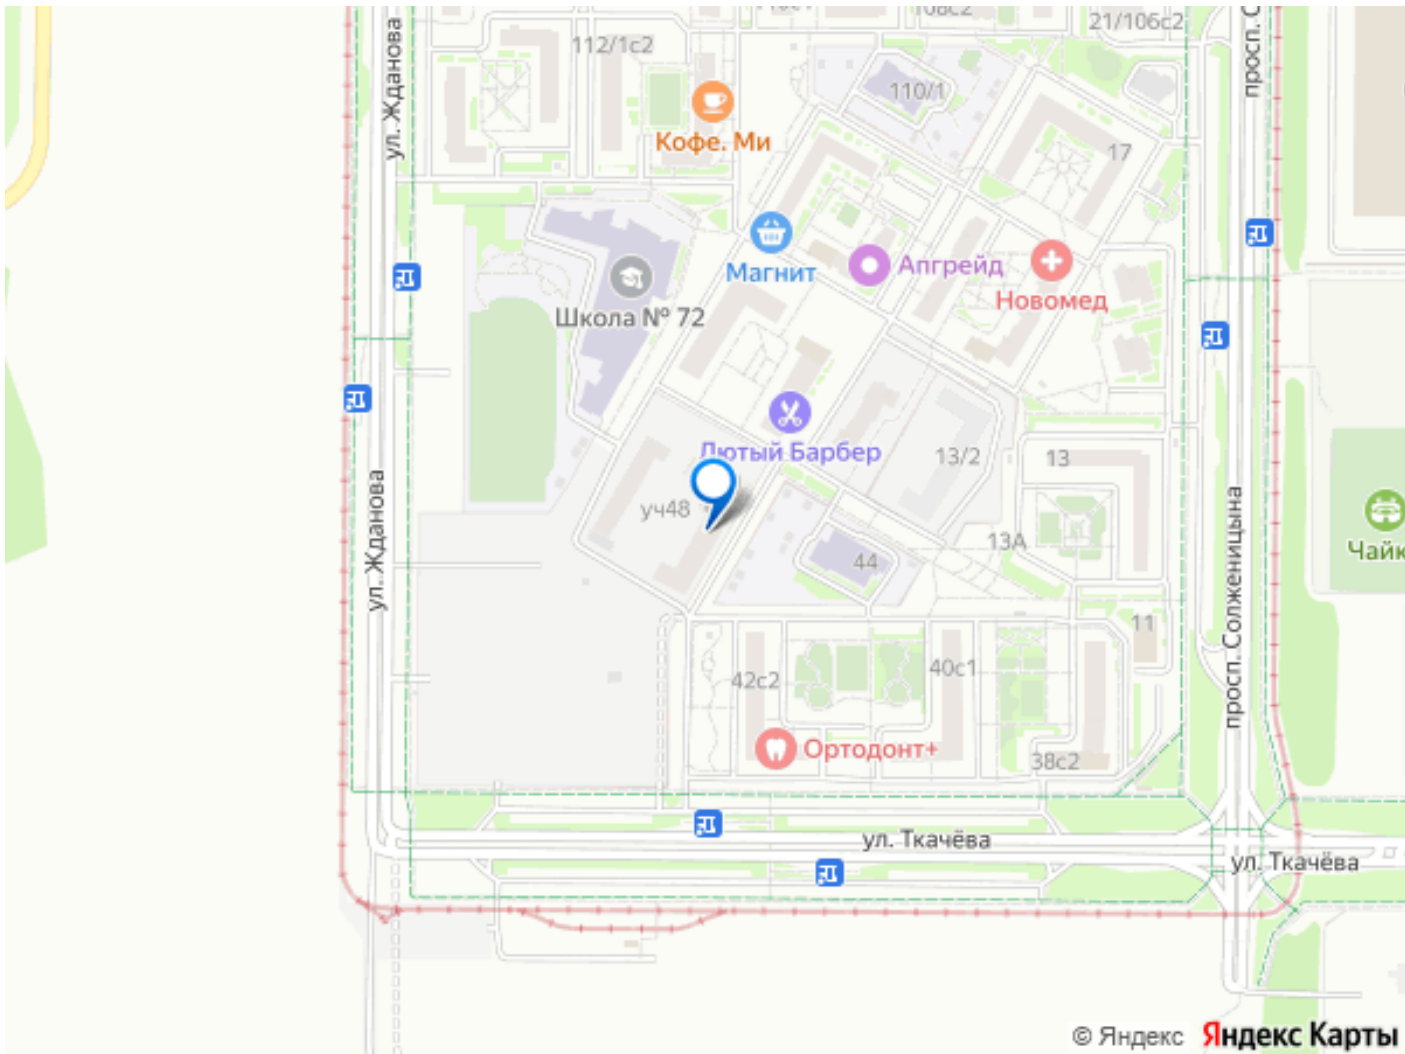 108с2
21/106с2
просп. С
112/1с2
ул. Жданова
110/1
Кофе. Ми
17
Магнит
Апгрейд
Новомед
Школа № 72
Лютый Барбер
13/2
13
уч48
ул. Жданова
просп. Солженицына
13А
Чайк
44
11
42с2
40с1
Ортодонт+
38с2
ул. Ткачёва
ул. Ткачёва
© Яндекс Яндекс Карты